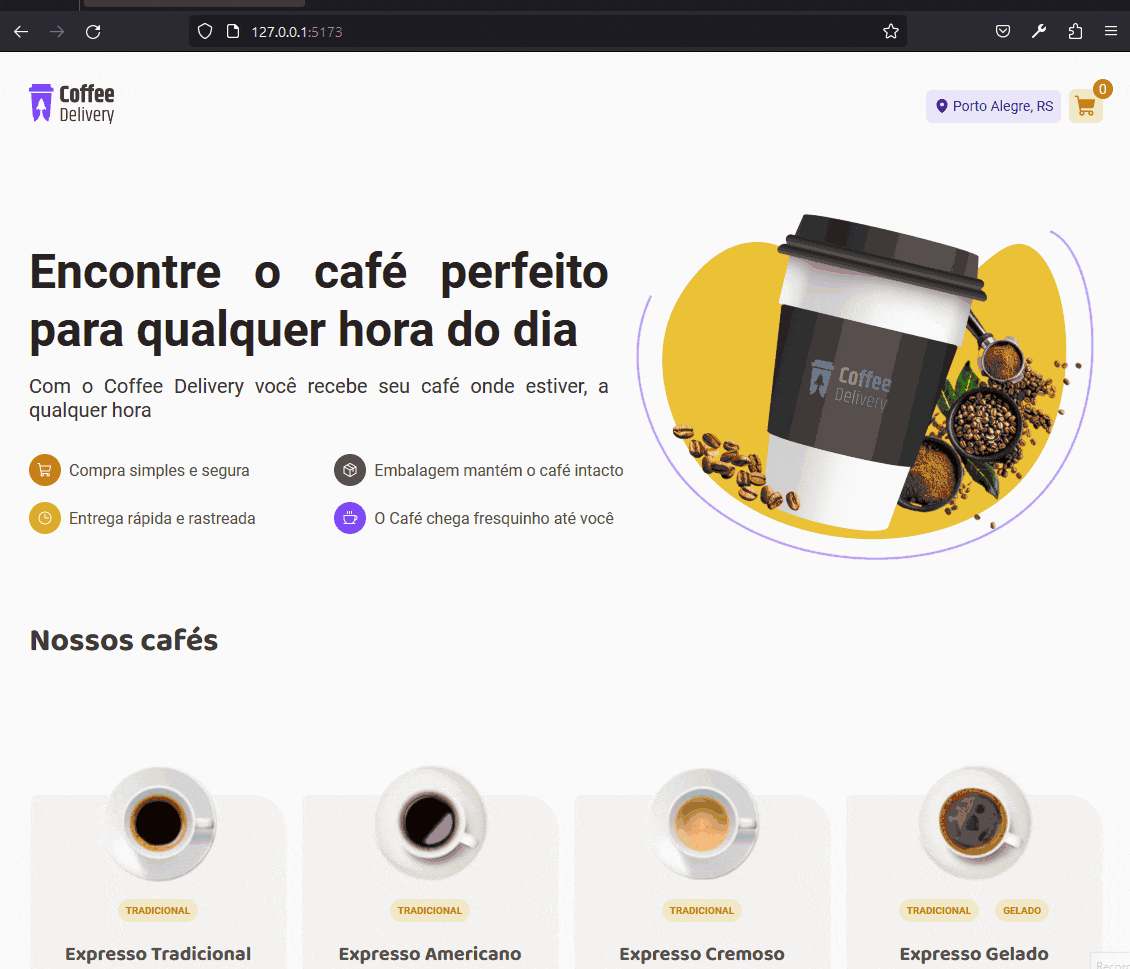 127.0.0.1:5173
Coffee
Delivery
Porto Alegre, RS
0
Encontre o café perfeito
para qualquer hora do dia
Com o Coffee Delivery você recebe seu café onde estiver, a
qualquer hora
Coffee
Delivery
Compra simples e segura
Embalagem mantém o café intacto
Entrega rápida e rastreada
O Café chega fresquinho até você
Nossos cafés
TRADICIONAL
TRADICIONAL
TRADICIONAL
TRADICIONAL GELADO
Expresso Tradicional
Expresso Americano
Expresso Cremoso
Expresso Gelado